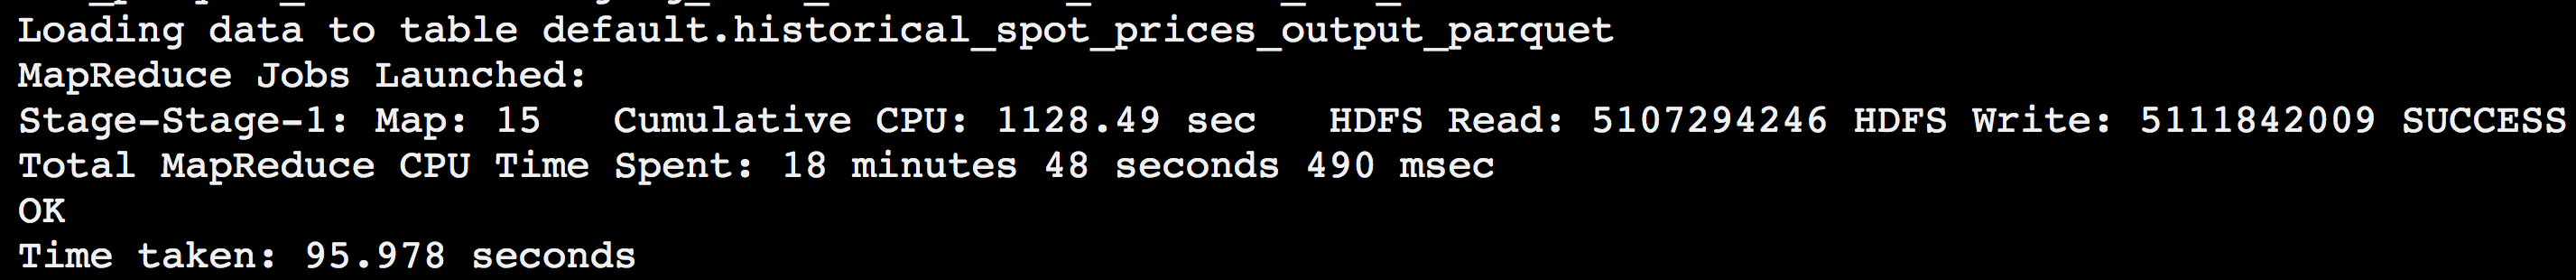 Loading data to table default.historical_spot_prices_output_parquet
MapReduce Jobs Launched:
Stage-Stage-1: Map: 15   Cumulative CPU: 1128.49 sec   HDFS Read: 5107294246 HDFS Write: 5111842009 SUCCESS
Total MapReduce CPU Time Spent: 18 minutes 48 seconds 490 msec
OK
Time taken: 95.978 seconds